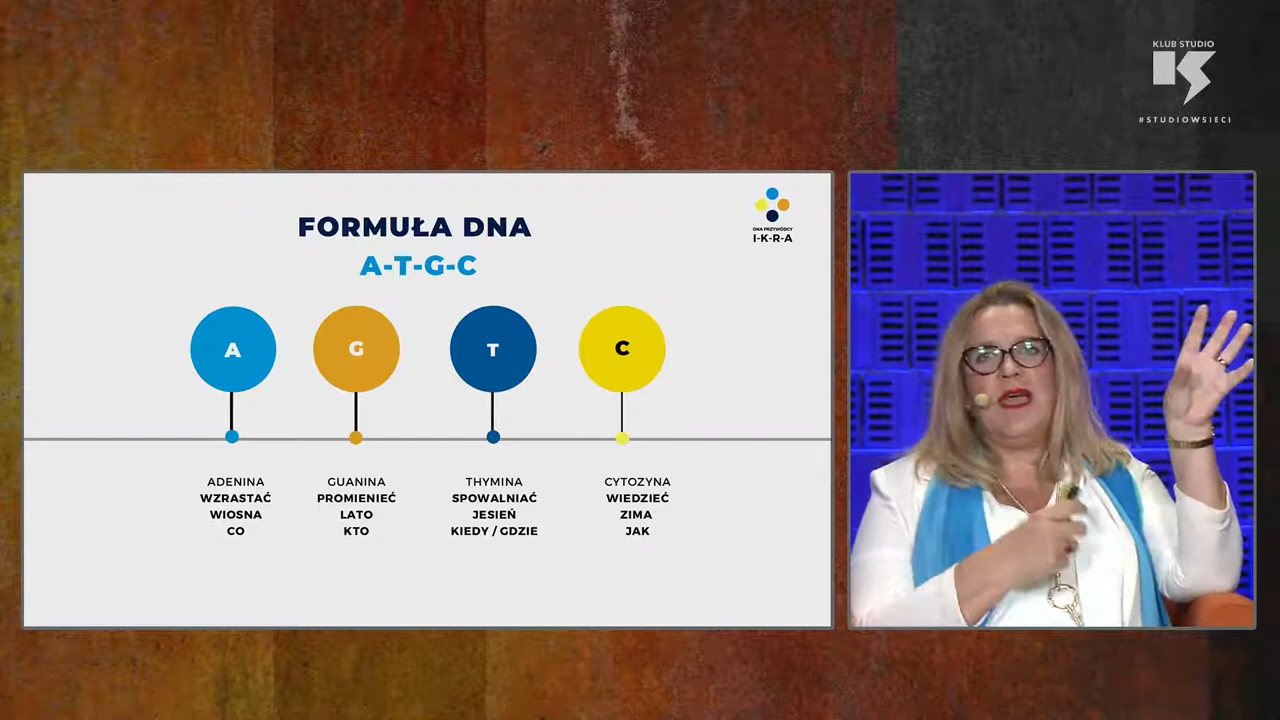 KLUB STUDIO
#STUDIOWSIECI
FORMUŁA DNA
A-T-G-C
DNA PRZYWÓDCY
I-K-R-A
A
G
T
C
ADENINA
WZRASTAĆ
WIOSNA
CO
GUANINA
PROMIENIEĆ
LATO
KTO
THYMINA
SPOWALNIAĆ
JESIEŃ
KIEDY / GDZIE
CYTOZYNA
WIEDZIEĆ
ZIMA
JAK